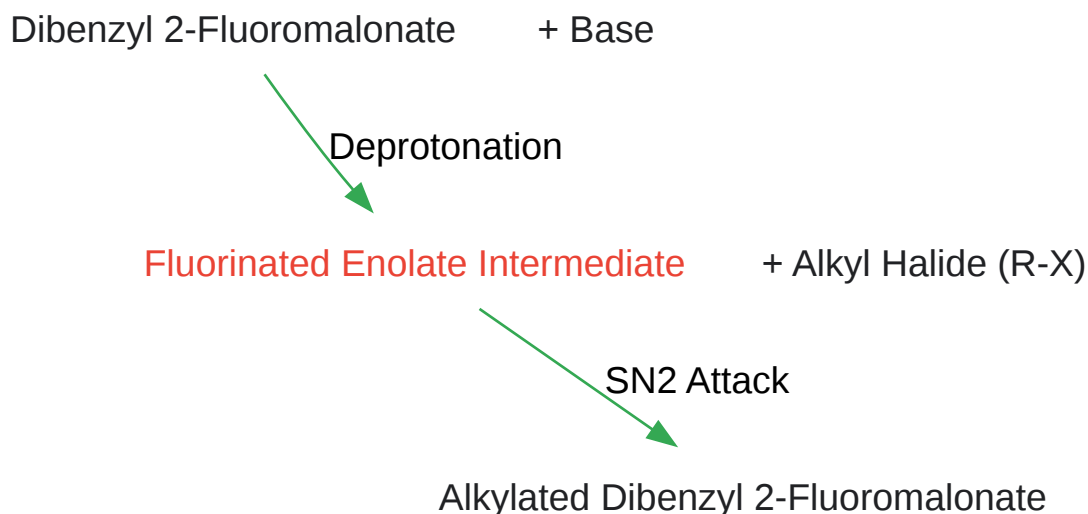 Dibenzyl 2-Fluoromalonate + Base
Deprotonation
Fluorinated Enolate Intermediate + Alkyl Halide (R-X)
SN2 Attack
Alkylated Dibenzyl 2-Fluoromalonate